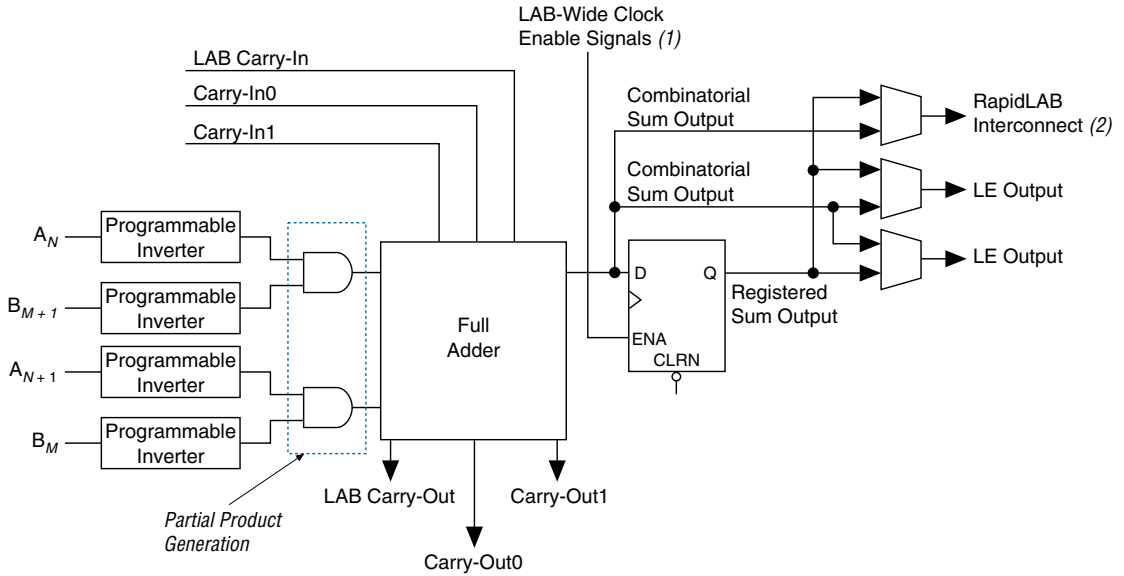 LAB-Wide Clock
Enable Signals (1)
LAB Carry-In
Carry-In0
Carry-In1
Combinatorial
Sum Output
RapidLAB
Interconnect (2)
Combinatorial
Sum Output
LE Output
LE Output
A_N
Programmable
Inverter
B_{M + 1}
Programmable
Inverter
A_{N + 1}
Programmable
Inverter
B_M
Programmable
Inverter
Full
Adder
D
Q
ENA
CLRN
Registered
Sum Output
LAB Carry-Out
Carry-Out1
Carry-Out0
Partial Product
Generation